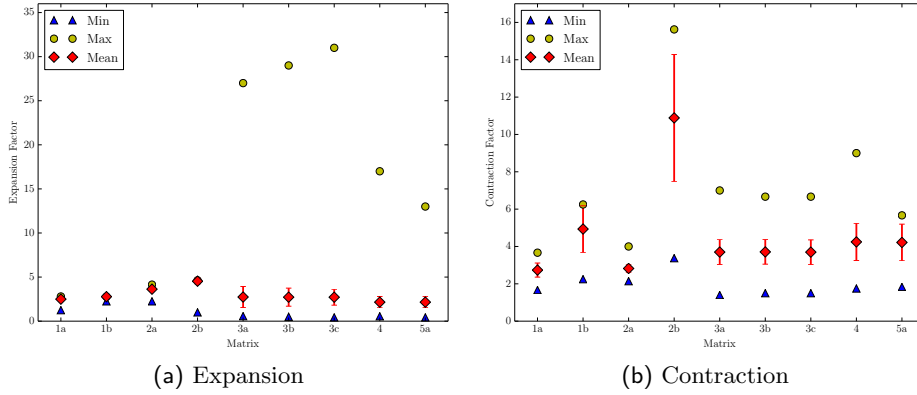 35
30
25
20
15
10
5
0
Expansion Factor
Min
Max
Mean
1a 1b 2a 2b 3a 3b 3c 4 5a
Matrix
(a) Expansion
16
14
12
10
8
6
4
2
0
Contraction Factor
Min
Max
Mean
1a 1b 2a 2b 3a 3b 3c 4 5a
Matrix
(b) Contraction